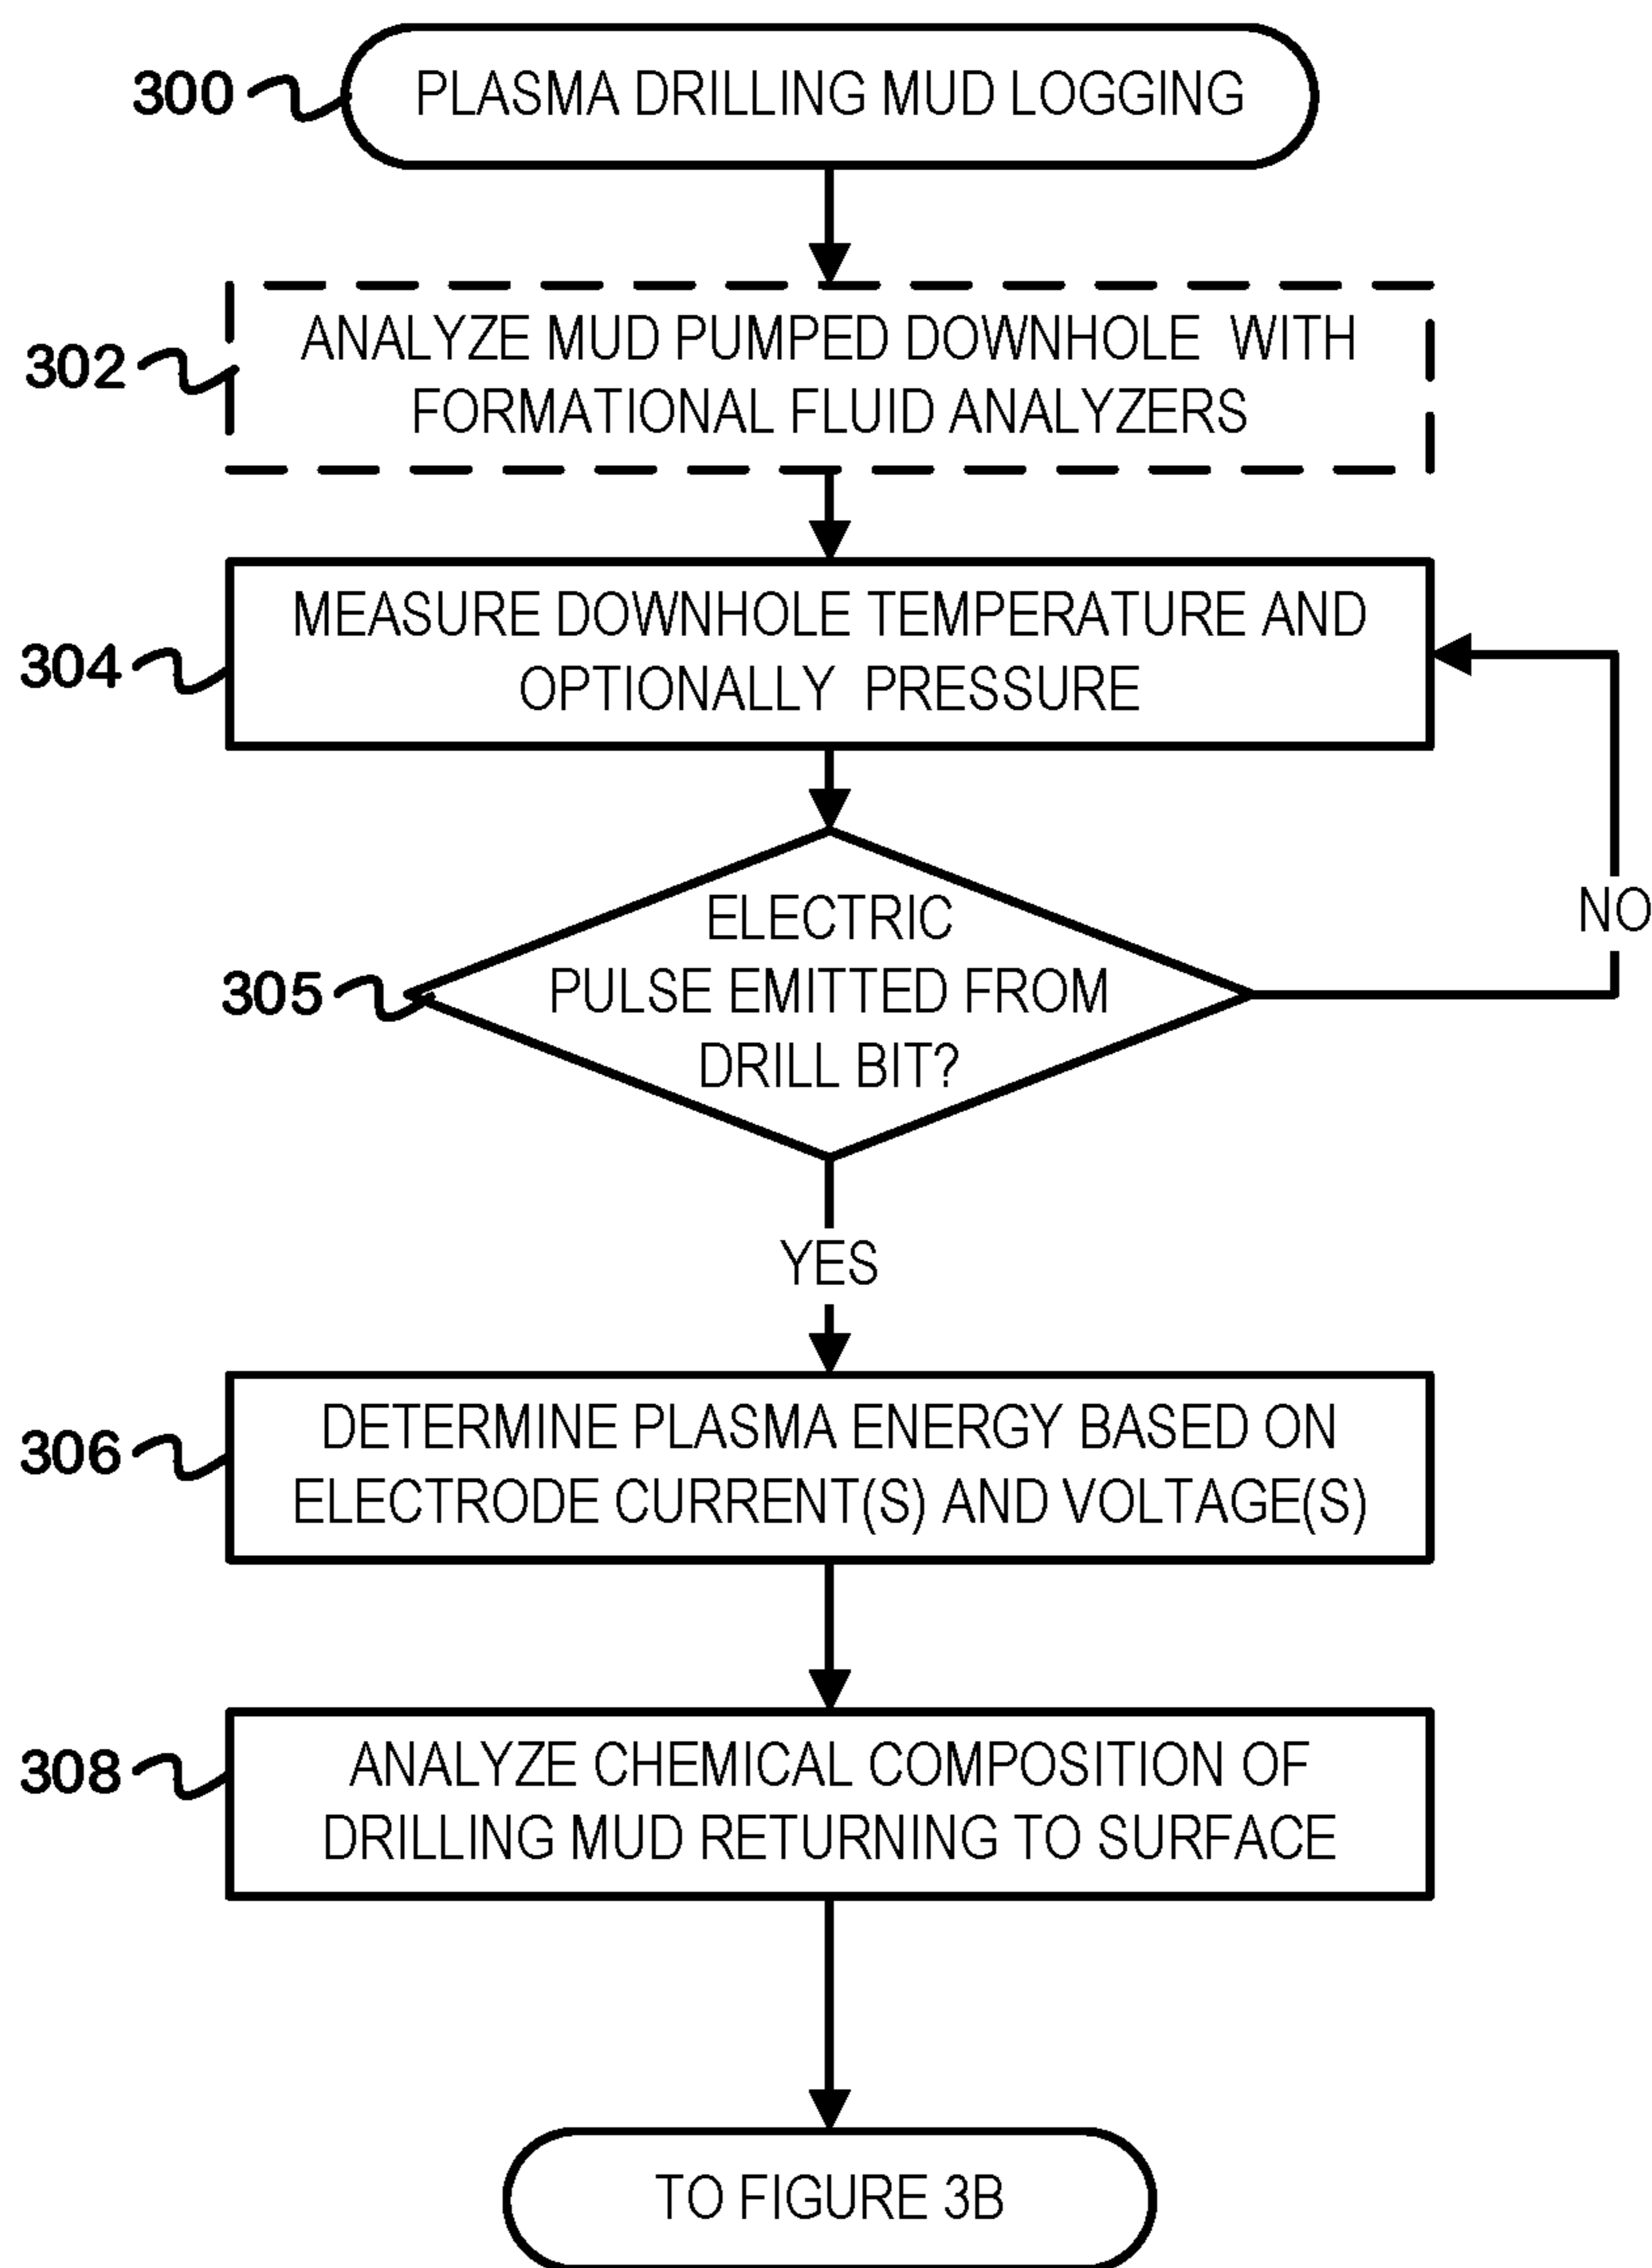 300
PLASMA DRILLING MUD LOGGING
302
ANALYZE MUD PUMPED DOWNHOLE WITH
FORMATIONAL FLUID ANALYZERS
304
MEASURE DOWNHOLE TEMPERATURE AND
OPTIONALLY PRESSURE
305
ELECTRIC
PULSE EMITTED FROM
DRILL BIT?
NO
YES
306
DETERMINE PLASMA ENERGY BASED ON
ELECTRODE CURRENT(S) AND VOLTAGE(S)
308
ANALYZE CHEMICAL COMPOSITION OF
DRILLING MUD RETURNING TO SURFACE
TO FIGURE 3B